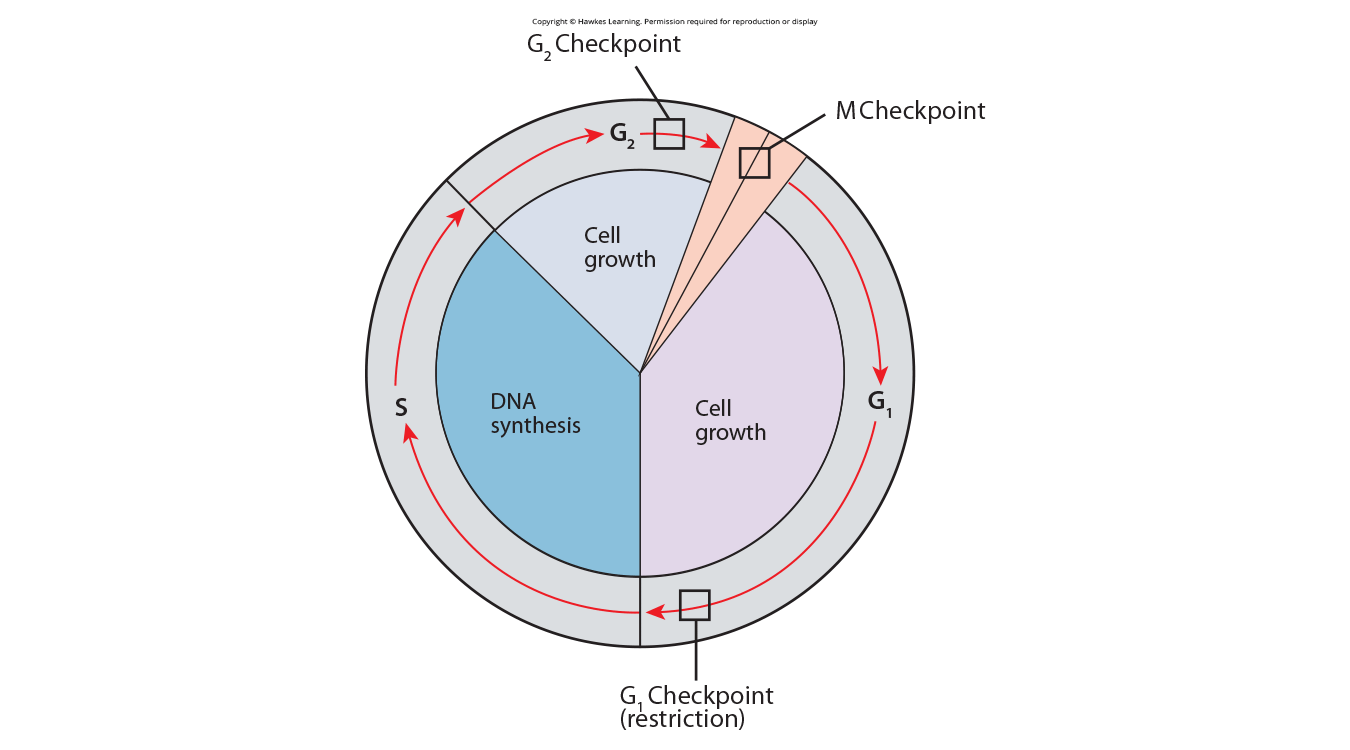 Copyright © Hawkes Learning. Permission required for reproduction or display
G₂ Checkpoint
M Checkpoint
G₂
Cell
growth
DNA
synthesis
Cell
growth
S
G₁
G₁ Checkpoint
(restriction)